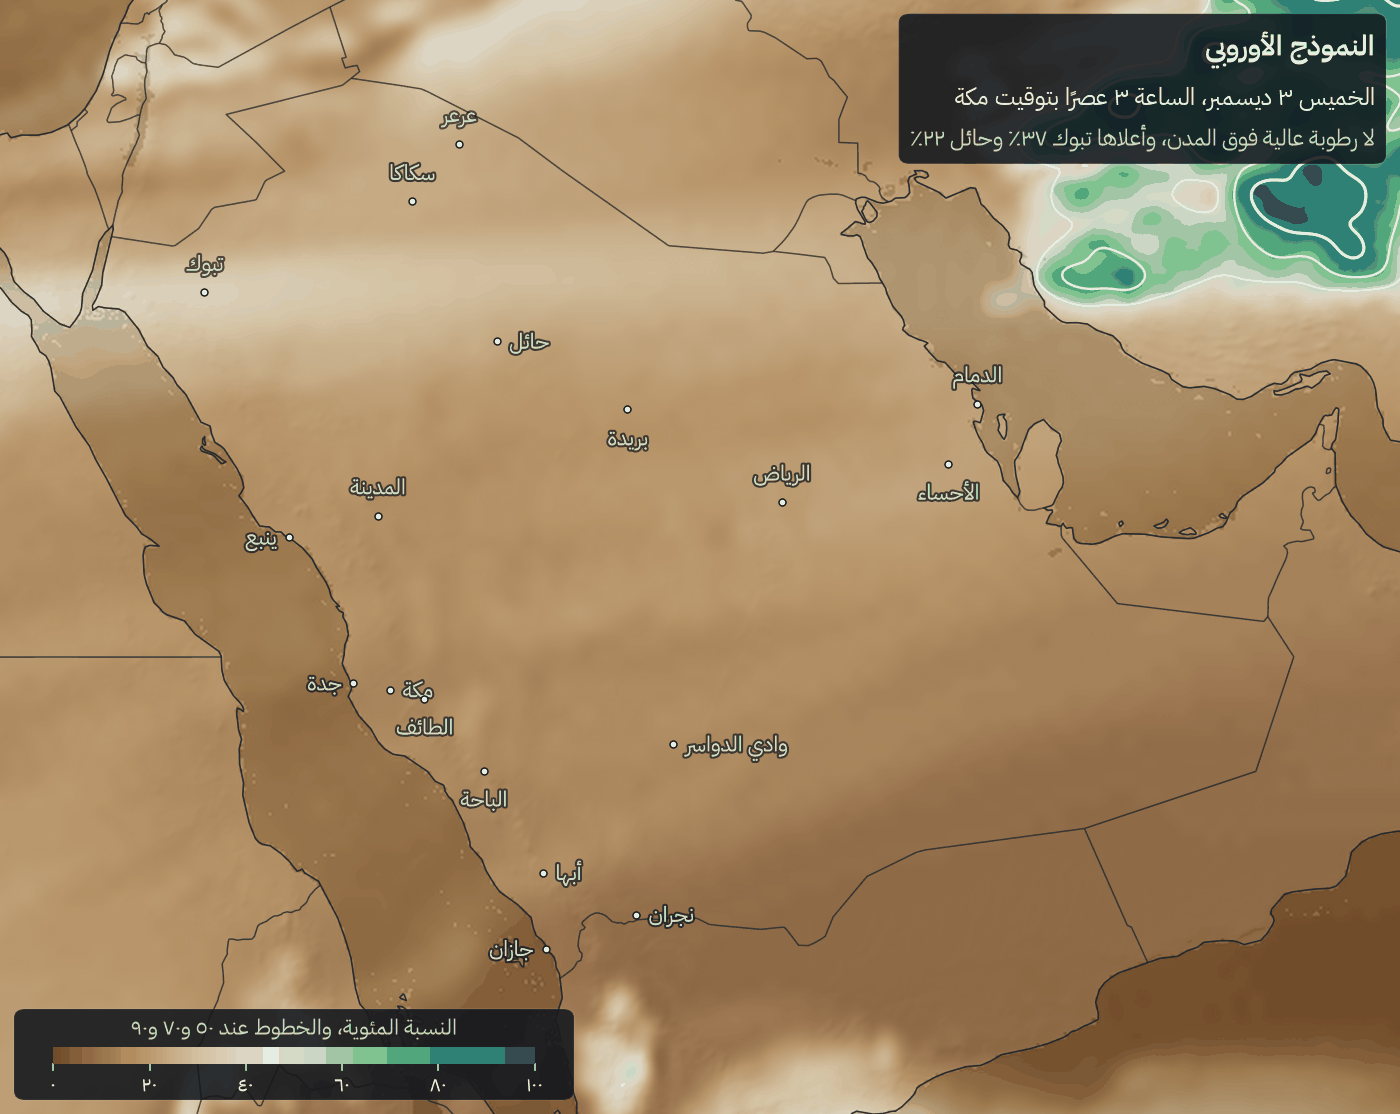 النموذج الأوروبي
الخميس ٣ ديسمبر، الساعة ٣ عصرًا بتوقيت مكة
لا رطوبة عالية فوق المدن، وأعلاها تبوك ٣٧٪ وحائل ٢٢٪
عرعر
سكاكا
تبوك
حائل
الدمام
بريدة
الرياض
المدينة
الأحساء
ينبع
جدة
مكة
الطائف
وادي الدواسر
الباحة
أبها
نجران
جازان
النسبة المئوية، والخطوط عند ٥٠ و٧٠ و٩٠
٠ ٢٠ ٤٠ ٦٠ ٨٠ ١٠٠